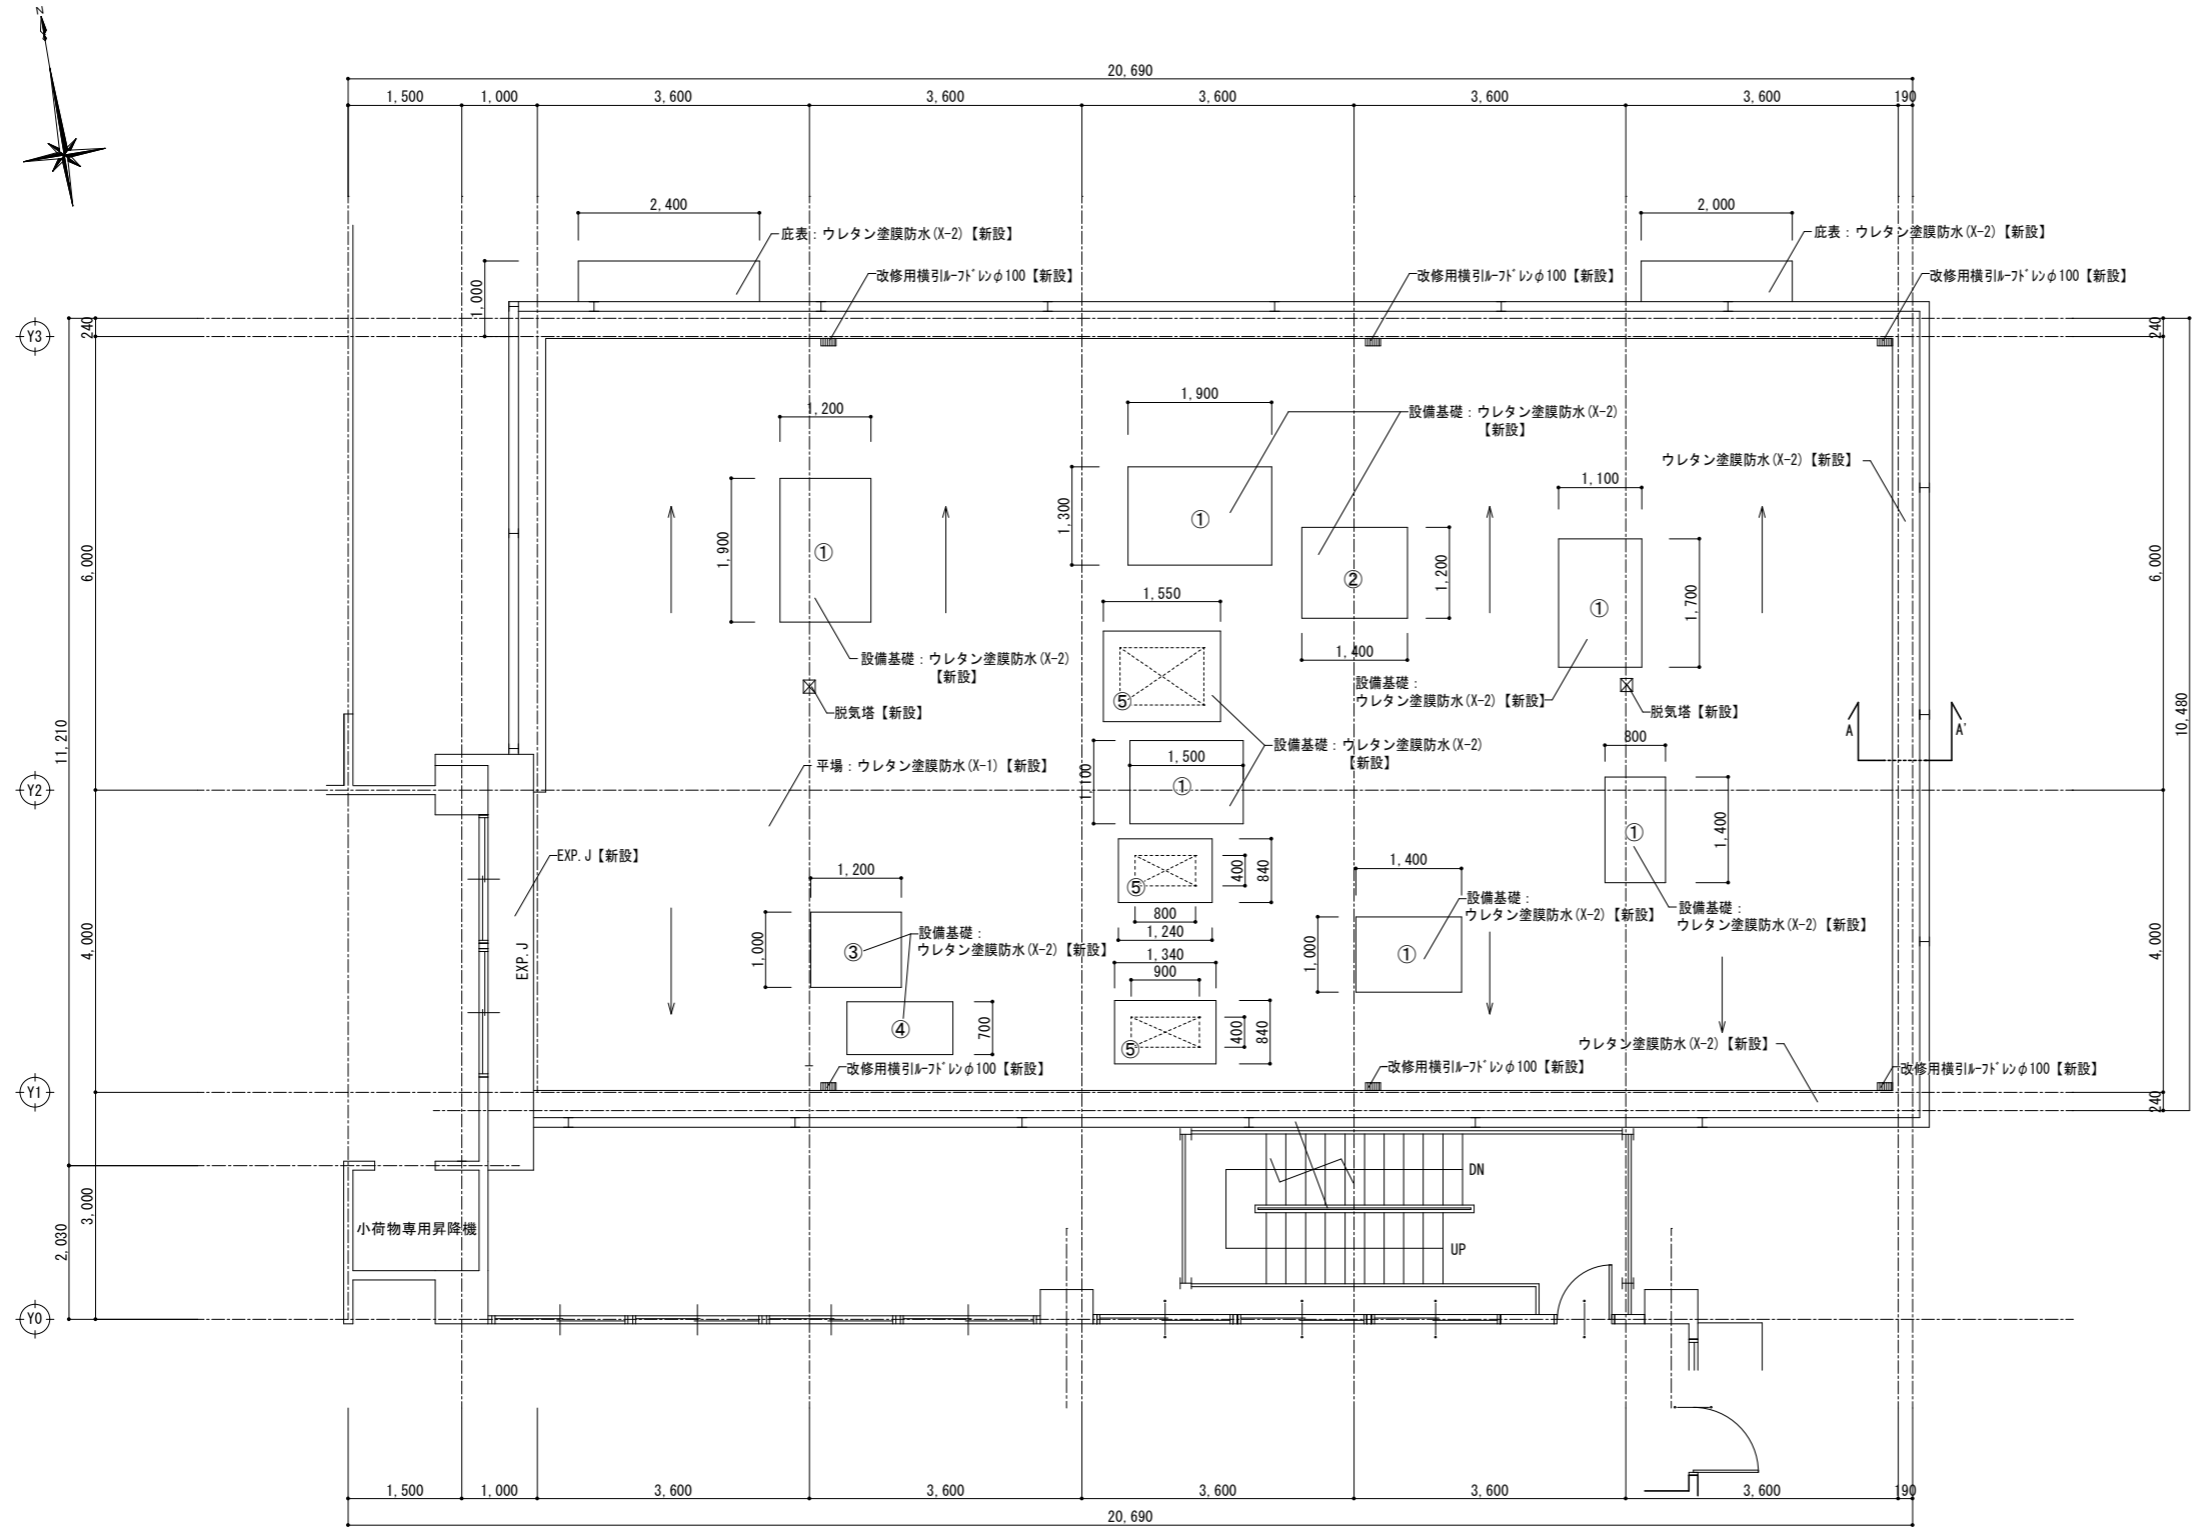 N
20,690
1,500
1,000
3,600
3,600
3,600
3,600
3,600
190
2,400
2,000
庇表：ウレタン塗膜防水(X-2)【新設】
庇表：ウレタン塗膜防水(X-2)【新設】
改修用横引ﾙｰﾌﾄﾞﾚﾝφ100【新設】
改修用横引ﾙｰﾌﾄﾞﾚﾝφ100【新設】
改修用横引ﾙｰﾌﾄﾞﾚﾝφ100【新設】
1,000
Y3
240
240
1,200
1,900
設備基礎：ウレタン塗膜防水(X-2)
【新設】
ウレタン塗膜防水(X-2)【新設】
1,100
1,300
①
1,900
①
②
1,200
6,000
6,000
1,550
①
1,700
1,400
設備基礎：ウレタン塗膜防水(X-2)
【新設】
設備基礎：
ウレタン塗膜防水(X-2)【新設】
⑤
脱気塔【新設】
脱気塔【新設】
11,210
10,480
A
A'
800
設備基礎：ウレタン塗膜防水(X-2)
【新設】
平場：ウレタン塗膜防水(X-1)【新設】
1,500
1,100
①
Y2
①
1,400
EXP.J【新設】
1,200
⑤
400
840
1,400
800
1,240
設備基礎：
ウレタン塗膜防水(X-2)【新設】
設備基礎：
ウレタン塗膜防水(X-2)【新設】
設備基礎：
ウレタン塗膜防水(X-2)【新設】
1,000
③
1,340
900
1,000
①
4,000
EXP.J
4,000
④
700
⑤
400
840
ウレタン塗膜防水(X-2)【新設】
改修用横引ﾙｰﾌﾄﾞﾚﾝφ100【新設】
改修用横引ﾙｰﾌﾄﾞﾚﾝφ100【新設】
改修用横引ﾙｰﾌﾄﾞﾚﾝφ100【新設】
Y1
240
DN
3,000
2,030
小荷物専用昇降機
UP
Y0
1,500
1,000
3,600
3,600
3,600
3,600
3,600
190
20,690